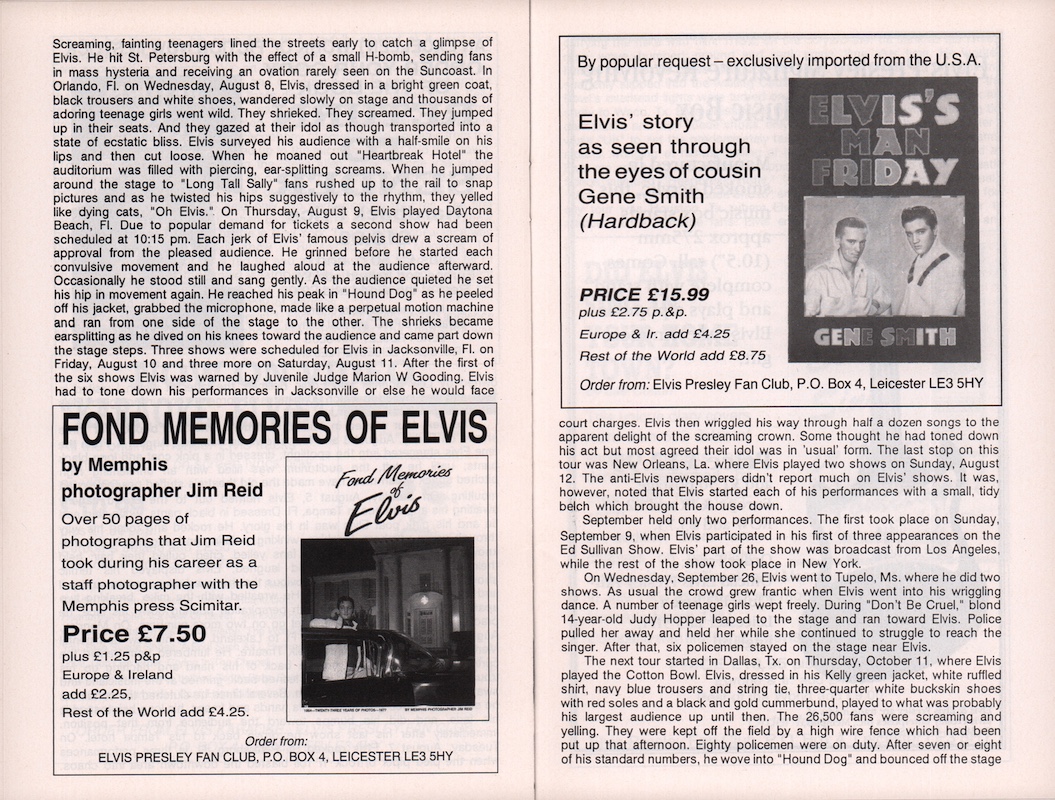 Screaming, fainting teenagers lined the streets early to catch a glimpse of
Elvis. He hit St. Petersburg with the effect of a small H-bomb, sending fans
in mass hysteria and receiving an ovation rarely seen on the Suncoast. In
Orlando, Fl. on Wednesday, August 8, Elvis, dressed in a bright green coat,
black trousers and white shoes, wandered slowly on stage and thousands of
adoring teenage girls went wild. They shrieked. They screamed. They jumped
up in their seats. And they gazed at their idol as though transported into a
state of ecstatic bliss. Elvis surveyed his audience with a half-smile on his
lips and then cut loose. When he moaned out "Heartbreak Hotel" the
auditorium was filled with piercing, ear-splitting screams. When he jumped
around the stage to "Long Tall Sally" fans rushed up to the rail to snap
pictures and as he twisted his hips suggestively to the rhythm, they yelled
like dying cats, "Oh Elvis." On Thursday, August 9, Elvis played Daytona
Beach, Fl. Due to popular demand for tickets a second show had been
scheduled at 10:15 pm. Each jerk of Elvis' famous pelvis drew a scream of
approval from the pleased audience. He grinned before he started each
convulsive movement and he laughed aloud at the audience afterward.
Occasionally he stood still and sang gently. As the audience quieted he set
his hip in movement again. He reached his peak in "Hound Dog" as he peeled
off his jacket, grabbed the microphone, made like a perpetual motion machine
and ran from one side of the stage to the other. The shrieks became
earsplitting as he dived on his knees toward the audience and came part down
the stage steps. Three shows were scheduled for Elvis in Jacksonville, Fl. on
Friday, August 10 and three more on Saturday, August 11. After the first of
the six shows Elvis was warned by Juvenile Judge Marion W Gooding. Elvis
had to tone down his performances in Jacksonville or else he would face
FOND MEMORIES OF ELVIS
by Memphis
photographer Jim Reid
Over 50 pages of
photographs that Jim Reid
took during his career as a
staff photographer with the
Memphis press Scimitar.
Price £7.50
plus £1.25 p&p
Europe & Ireland
add £2.25,
Rest of the World add £4.25.
Fond Memories
of
Elvis
1954–TWENTY-THREE YEARS OF PHOTOS–1977
BY MEMPHIS PHOTOGRAPHER JIM REID
Order from:
ELVIS PRESLEY FAN CLUB, P.O. BOX 4, LEICESTER LE3 5HY
By popular request – exclusively imported from the U.S.A.
Elvis' story
as seen through
the eyes of cousin
Gene Smith
(Hardback)
PRICE £15.99
plus £2.75 p.&p.
Europe & Ir. add £4.25
Rest of the World add £8.75
ELVIS'S
MAN
FRIDAY
GENE SMITH
Order from: Elvis Presley Fan Club, P.O. Box 4, Leicester LE3 5HY
court charges. Elvis then wriggled his way through half a dozen songs to the
apparent delight of the screaming crown. Some thought he had toned down
his act but most agreed their idol was in 'usual' form. The last stop on this
tour was New Orleans, La. where Elvis played two shows on Sunday, August
12. The anti-Elvis newspapers didn't report much on Elvis' shows. It was,
however, noted that Elvis started each of his performances with a small, tidy
belch which brought the house down.
September held only two performances. The first took place on Sunday,
September 9, when Elvis participated in his first of three appearances on the
Ed Sullivan Show. Elvis' part of the show was broadcast from Los Angeles,
while the rest of the show took place in New York.
On Wednesday, September 26, Elvis went to Tupelo, Ms. where he did two
shows. As usual the crowd grew frantic when Elvis went into his wriggling
dance. A number of teenage girls wept freely. During "Don't Be Cruel," blond
14-year-old Judy Hopper leaped to the stage and ran toward Elvis. Police
pulled her away and held her while she continued to struggle to reach the
singer. After that, six policemen stayed on the stage near Elvis.
The next tour started in Dallas, Tx. on Thursday, October 11, where Elvis
played the Cotton Bowl. Elvis, dressed in his Kelly green jacket, white ruffled
shirt, navy blue trousers and string tie, three-quarter white buckskin shoes
with red soles and a black and gold cummerbund, played to what was probably
his largest audience up until then. The 26,500 fans were screaming and
yelling. They were kept off the field by a high wire fence which had been
put up that afternoon. Eighty policemen were on duty. After seven or eight
of his standard numbers, he wove into "Hound Dog" and bounced off the stage